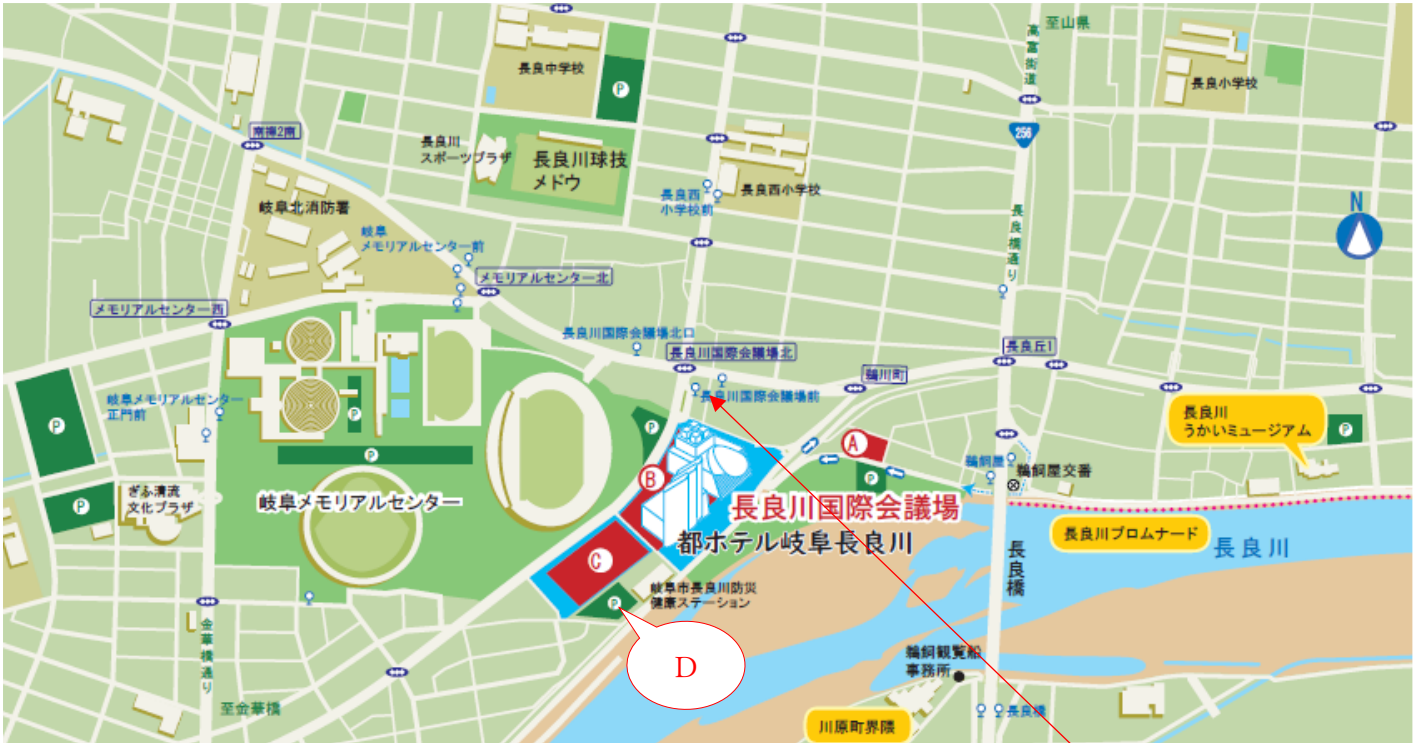 至山県
高富街道
長良中学校
P
長良小学校
256
南揚2南
長良川
スポーツプラザ
長良川球技
メドウ
長良西
小学校前
長良西小学校
岐阜北消防署
岐阜
メモリアルセンター前
長良橋通り
N
メモリアルセンター北
メモリアルセンター西
長良川国際会議場北口
長良川国際会議場北
長良丘1
鵜川町
長良川国際会議場前
岐阜メモリアルセンター
正門前
P
P
P
P
長良川
うかいミュージアム
P
A
B
鵜飼屋
鵜飼屋交番
P
P
ぎふ清流
文化プラザ
岐阜メモリアルセンター
長良川国際会議場
都ホテル岐阜長良川
長良川プロムナード
長良川
長良橋
C
岐阜市長良川防災
健康ステーション
P
D
金華橋通り
至金華橋
鵜飼観覧船
事務所
長良橋
川原町界隈